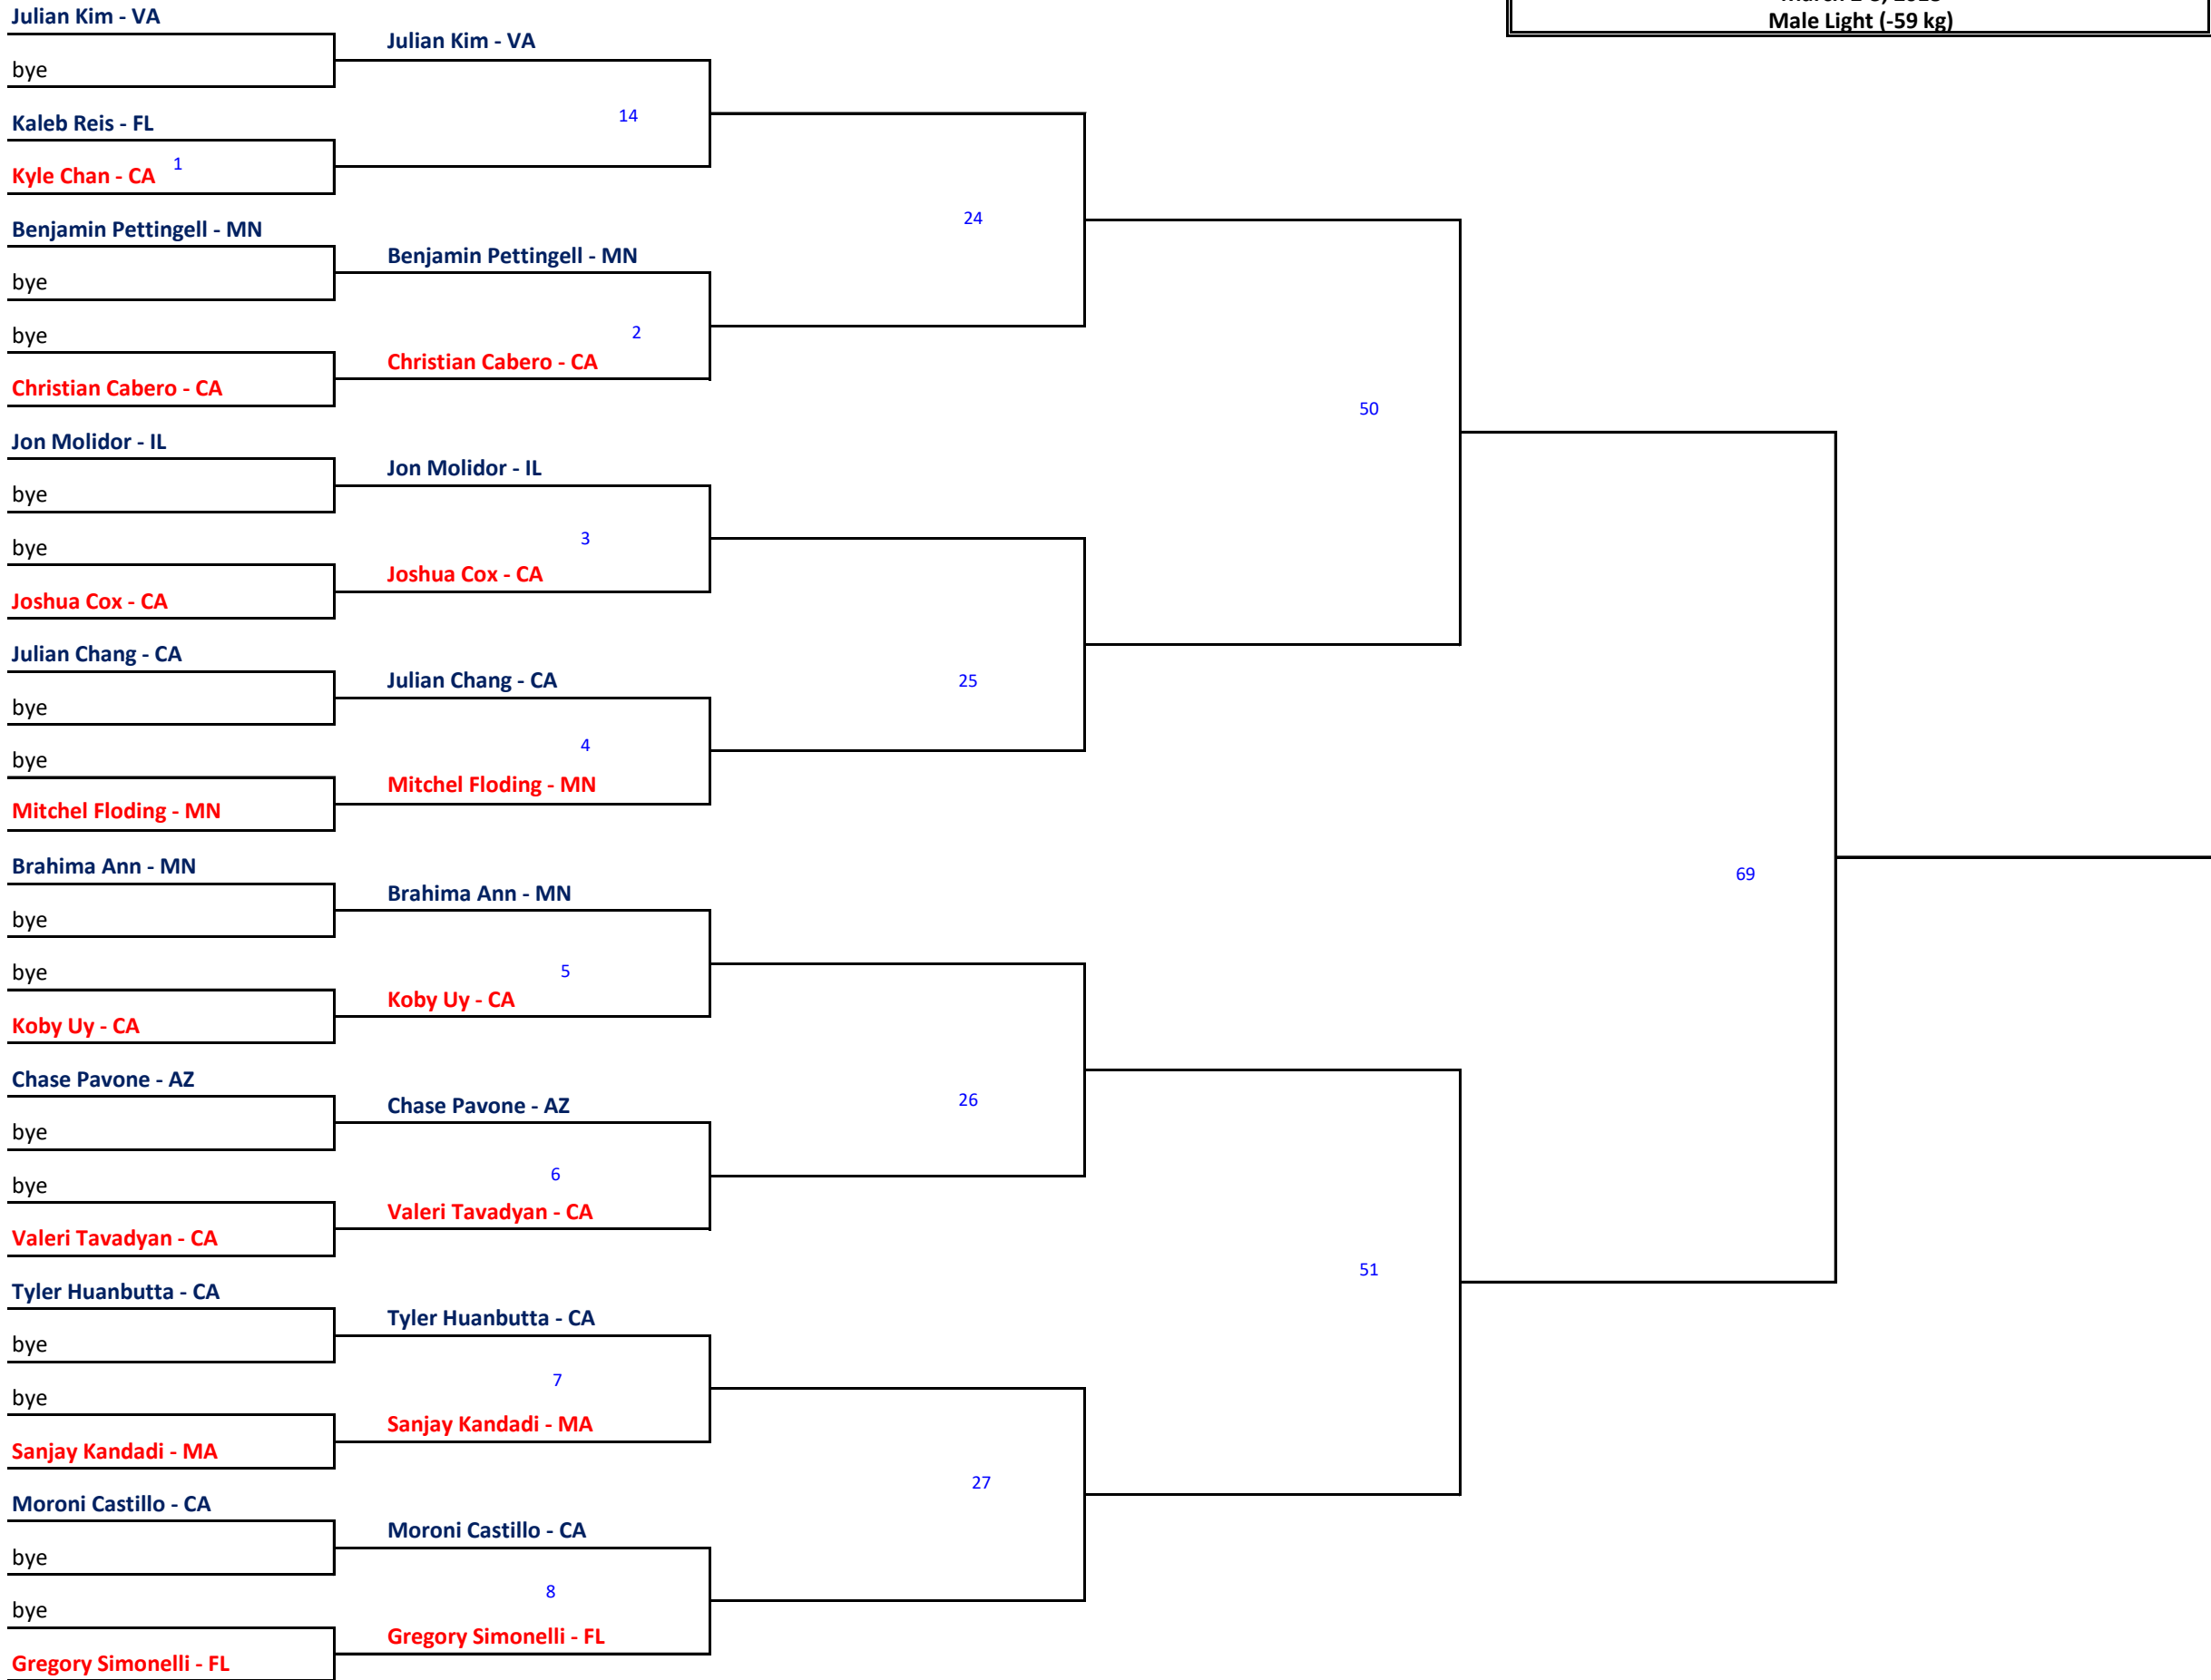 Male Light (-59 kg)
Julian Kim - VA
Julian Kim - VA
bye
14
Kaleb Reis - FL
1
Kyle Chan - CA
24
Benjamin Pettingell - MN
Benjamin Pettingell - MN
bye
2
bye
Christian Cabero - CA
Christian Cabero - CA
50
Jon Molidor - IL
Jon Molidor - IL
bye
3
bye
Joshua Cox - CA
Joshua Cox - CA
Julian Chang - CA
Julian Chang - CA
25
bye
4
bye
Mitchel Floding - MN
Mitchel Floding - MN
Brahima Ann - MN
69
Brahima Ann - MN
bye
5
bye
Koby Uy - CA
Koby Uy - CA
Chase Pavone - AZ
Chase Pavone - AZ
26
bye
6
bye
Valeri Tavadyan - CA
Valeri Tavadyan - CA
51
Tyler Huanbutta - CA
Tyler Huanbutta - CA
bye
7
bye
Sanjay Kandadi - MA
Sanjay Kandadi - MA
27
Moroni Castillo - CA
Moroni Castillo - CA
bye
8
bye
Gregory Simonelli - FL
Gregory Simonelli - FL